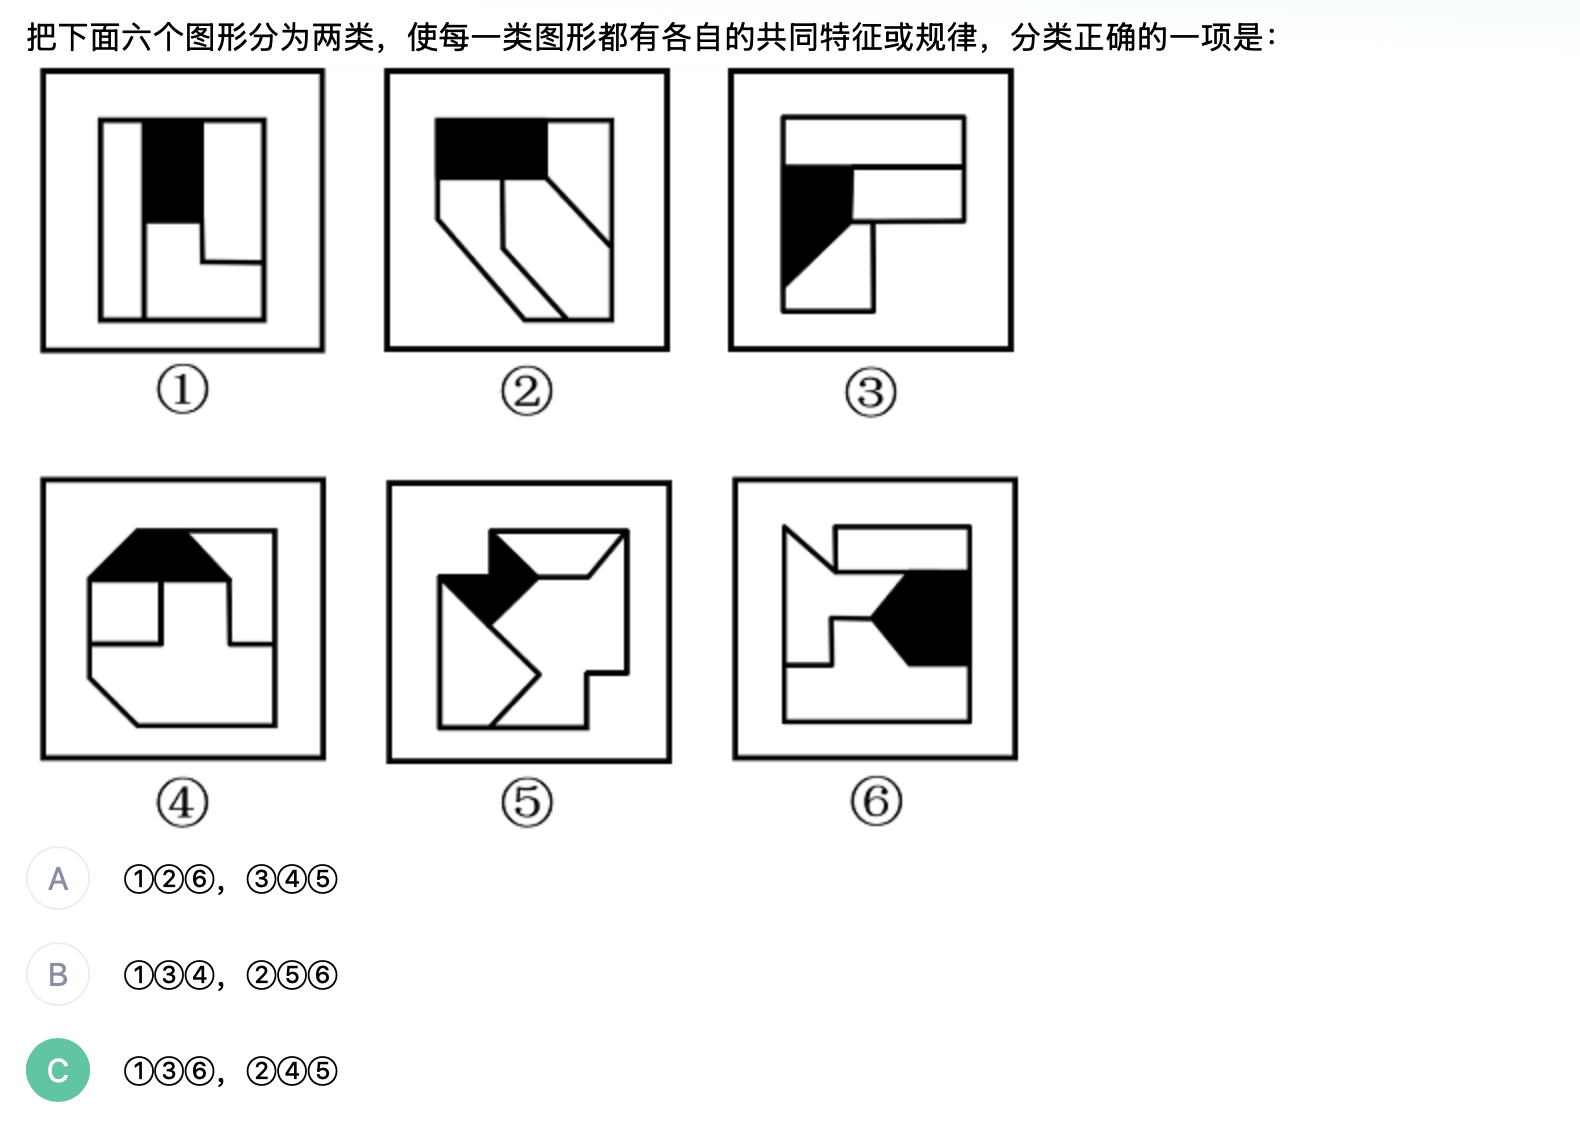 把下面六个图形分为两类，使每一类图形都有各自的共同特征或规律，分类正确的一项是：
① ② ③
④ ⑤ ⑥
A ①②⑥，③④⑤
B ①③④，②⑤⑥
C ①③⑥，②④⑤